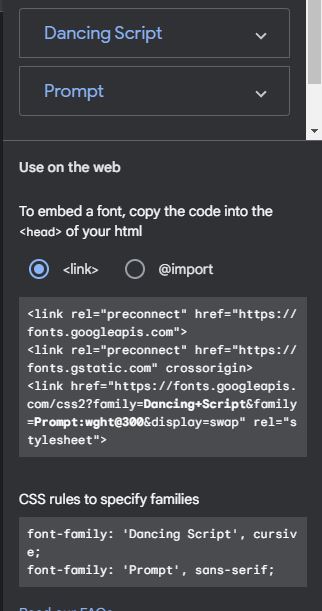 Dancing Script
Prompt
Use on the web
To embed a font, copy the code into the
<head> of your html
<link>
@import
<link rel="preconnect" href="https://
fonts.googleapis.com">
<link rel="preconnect" href="https://
fonts.gstatic.com" crossorigin>
<link href="https://fonts.googleapis.
com/css2?family=Dancing+Script&family
=Prompt:wght@300&display=swap" rel="s
tylesheet">
CSS rules to specify families
font-family: 'Dancing Script', cursiv
e;
font-family: 'Prompt', sans-serif;
Read our FAQs